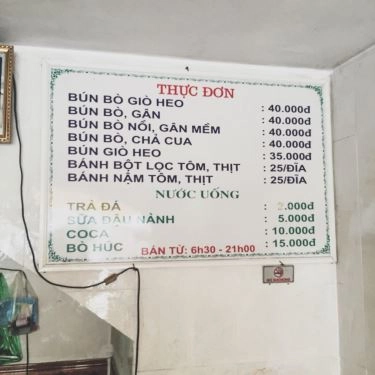 THỰC ĐƠN
BÚN BÒ GIÒ HEO : 40.000đ
BÚN BÒ, GÂN : 40.000đ
BÚN BÒ NỐI, GÂN MỀM : 40.000đ
BÚN BÒ, CHẢ CUA : 40.000đ
BÚN GIÒ HEO : 35.000đ
BÁNH BỘT LỌC TÔM, THỊT : 25/ĐĨA
BÁNH NẬM TÔM, THỊT : 25/ĐĨA
NƯỚC UỐNG
TRÀ ĐÁ : 2.000đ
SỮA ĐẬU NÀNH : 5.000đ
COCA : 10.000đ
BÒ HÚC : 15.000đ
BÁN TỪ: 6h30 - 21h00